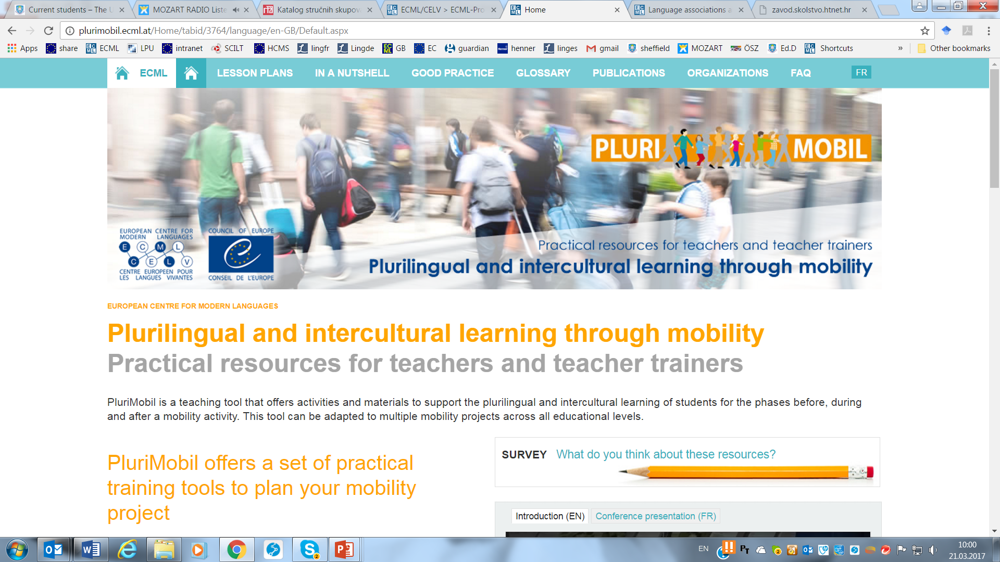 Current students – The U
MOZART RADIO Liste
Katalog stručnih skupov
ECML/CELV > ECML-Pro
Home
Language associations a
zavod.skolstvo.htnet.hr
plurimobil.ecml.at/Home/tabid/3764/language/en-GB/Default.aspx
Apps share ECML LPU intranet SCILT HCMS lingfr Lingde GB EC guardian henner linges gmail sheffield MOZART ÖSZ Ed.D Shortcuts » Other bookmarks
ECML LESSON PLANS IN A NUTSHELL GOOD PRACTICE GLOSSARY PUBLICATIONS ORGANIZATIONS FAQ FR
PLURI MOBIL
EUROPEAN CENTRE FOR
MODERN LANGUAGES
E C M L
C E L V
CENTRE EUROPEEN POUR
LES LANGUES VIVANTES
COUNCIL OF EUROPE
CONSEIL DE L'EUROPE
Practical resources for teachers and teacher trainers
Plurilingual and intercultural learning through mobility
EUROPEAN CENTRE FOR MODERN LANGUAGES
Plurilingual and intercultural learning through mobility
Practical resources for teachers and teacher trainers
PluriMobil is a teaching tool that offers activities and materials to support the plurilingual and intercultural learning of students for the phases before, during
and after a mobility activity. This tool can be adapted to multiple mobility projects across all educational levels.
PluriMobil offers a set of practical
training tools to plan your mobility
project
SURVEY What do you think about these resources?
Introduction (EN) Conference presentation (FR)
EN
10:00
21.03.2017